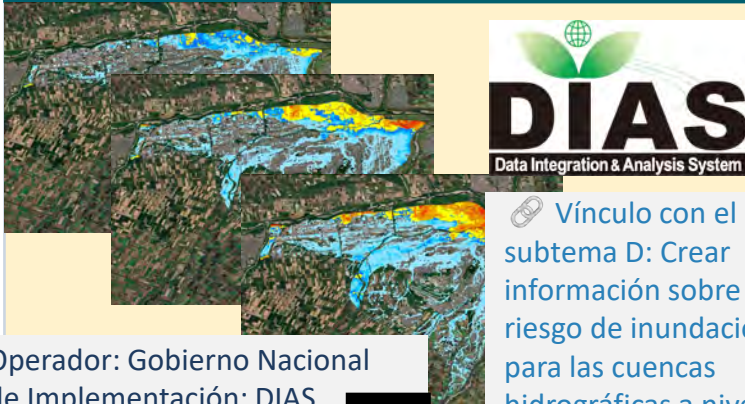 DIAS
Data Integration & Analysis System
Vínculo con el
subtema D: Crear
información sobre
riesgo de inundació
para las cuencas
Operador: Gobierno Nacional
de Implementación: DIAS